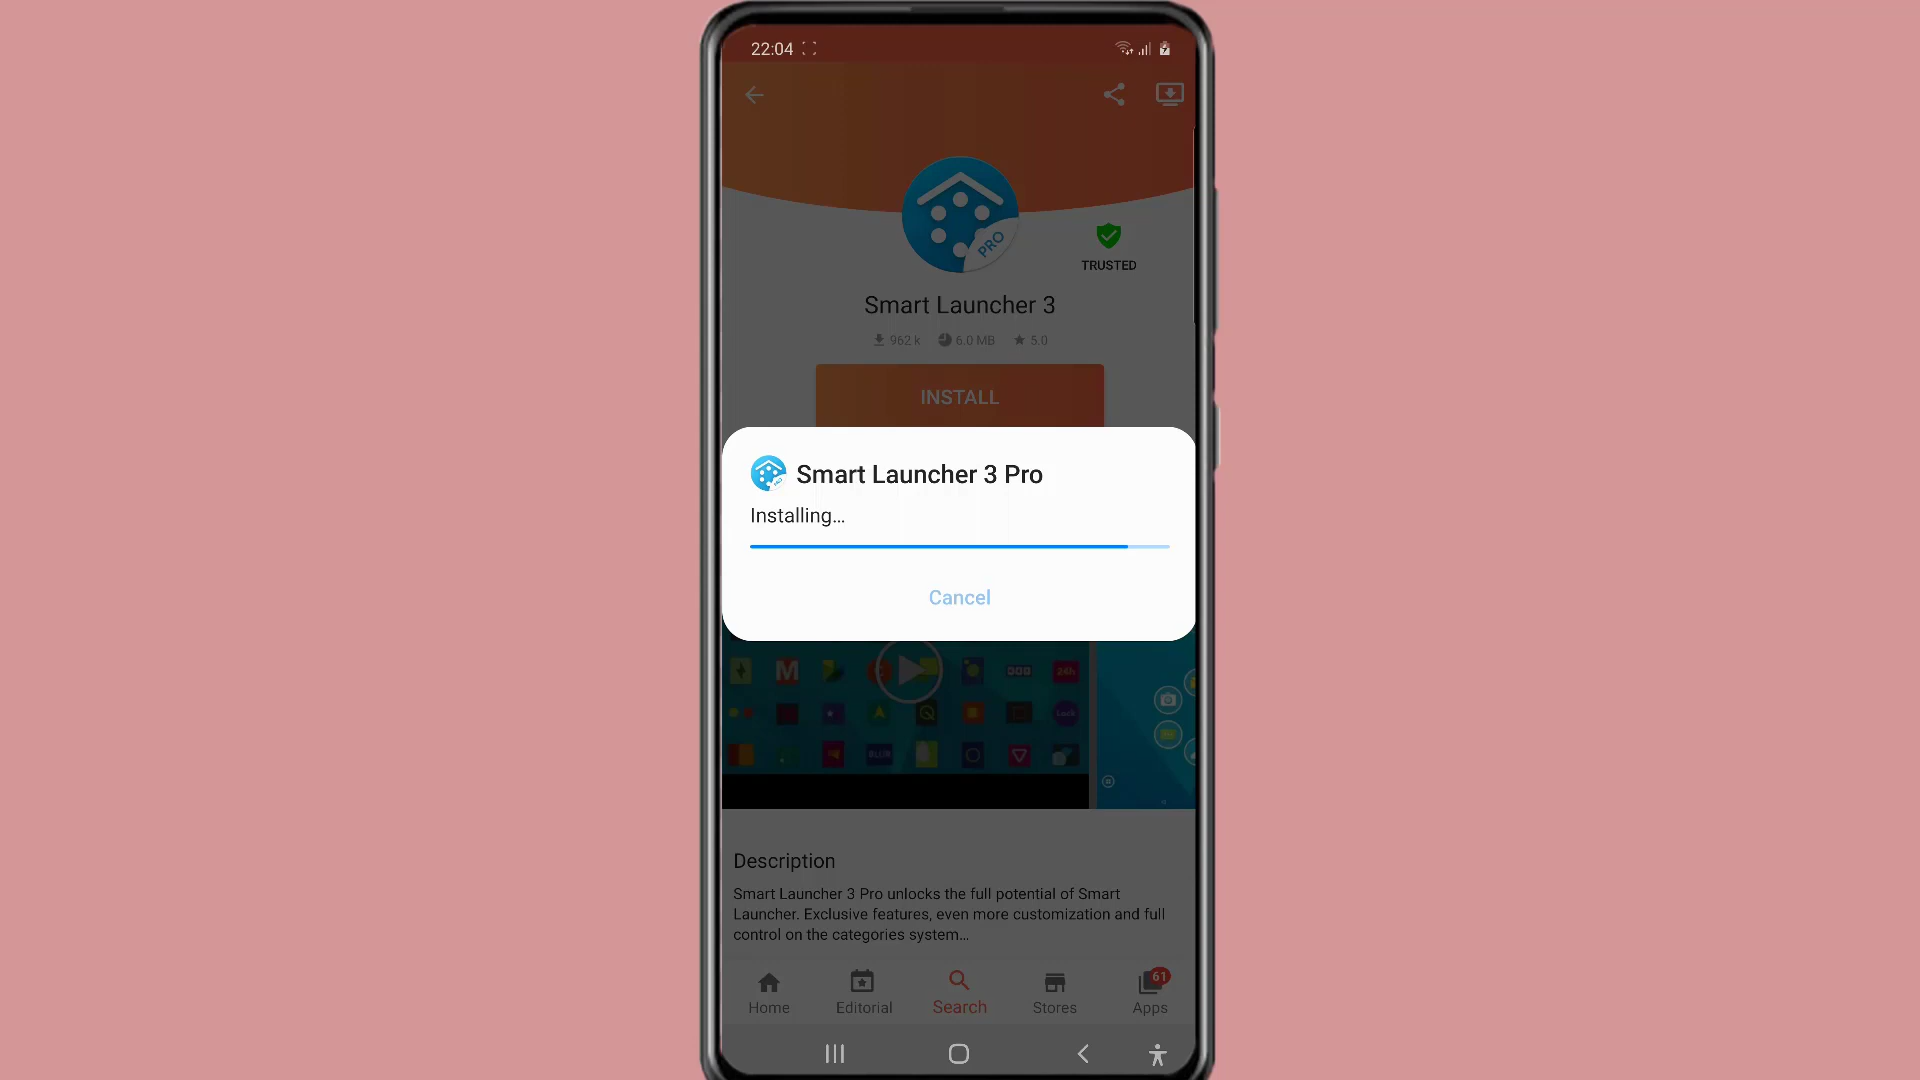 22:04
PRO
TRUSTED
Smart Launcher 3
962 k 6.0 MB 5.0
INSTALL
Smart Launcher 3 Pro
Installing...
Cancel
M
24h
Description
Smart Launcher 3 Pro unlocks the full potential of Smart
Launcher. Exclusive features, even more customization and full
control on the categories system...
61
Home Editorial Search Stores Apps